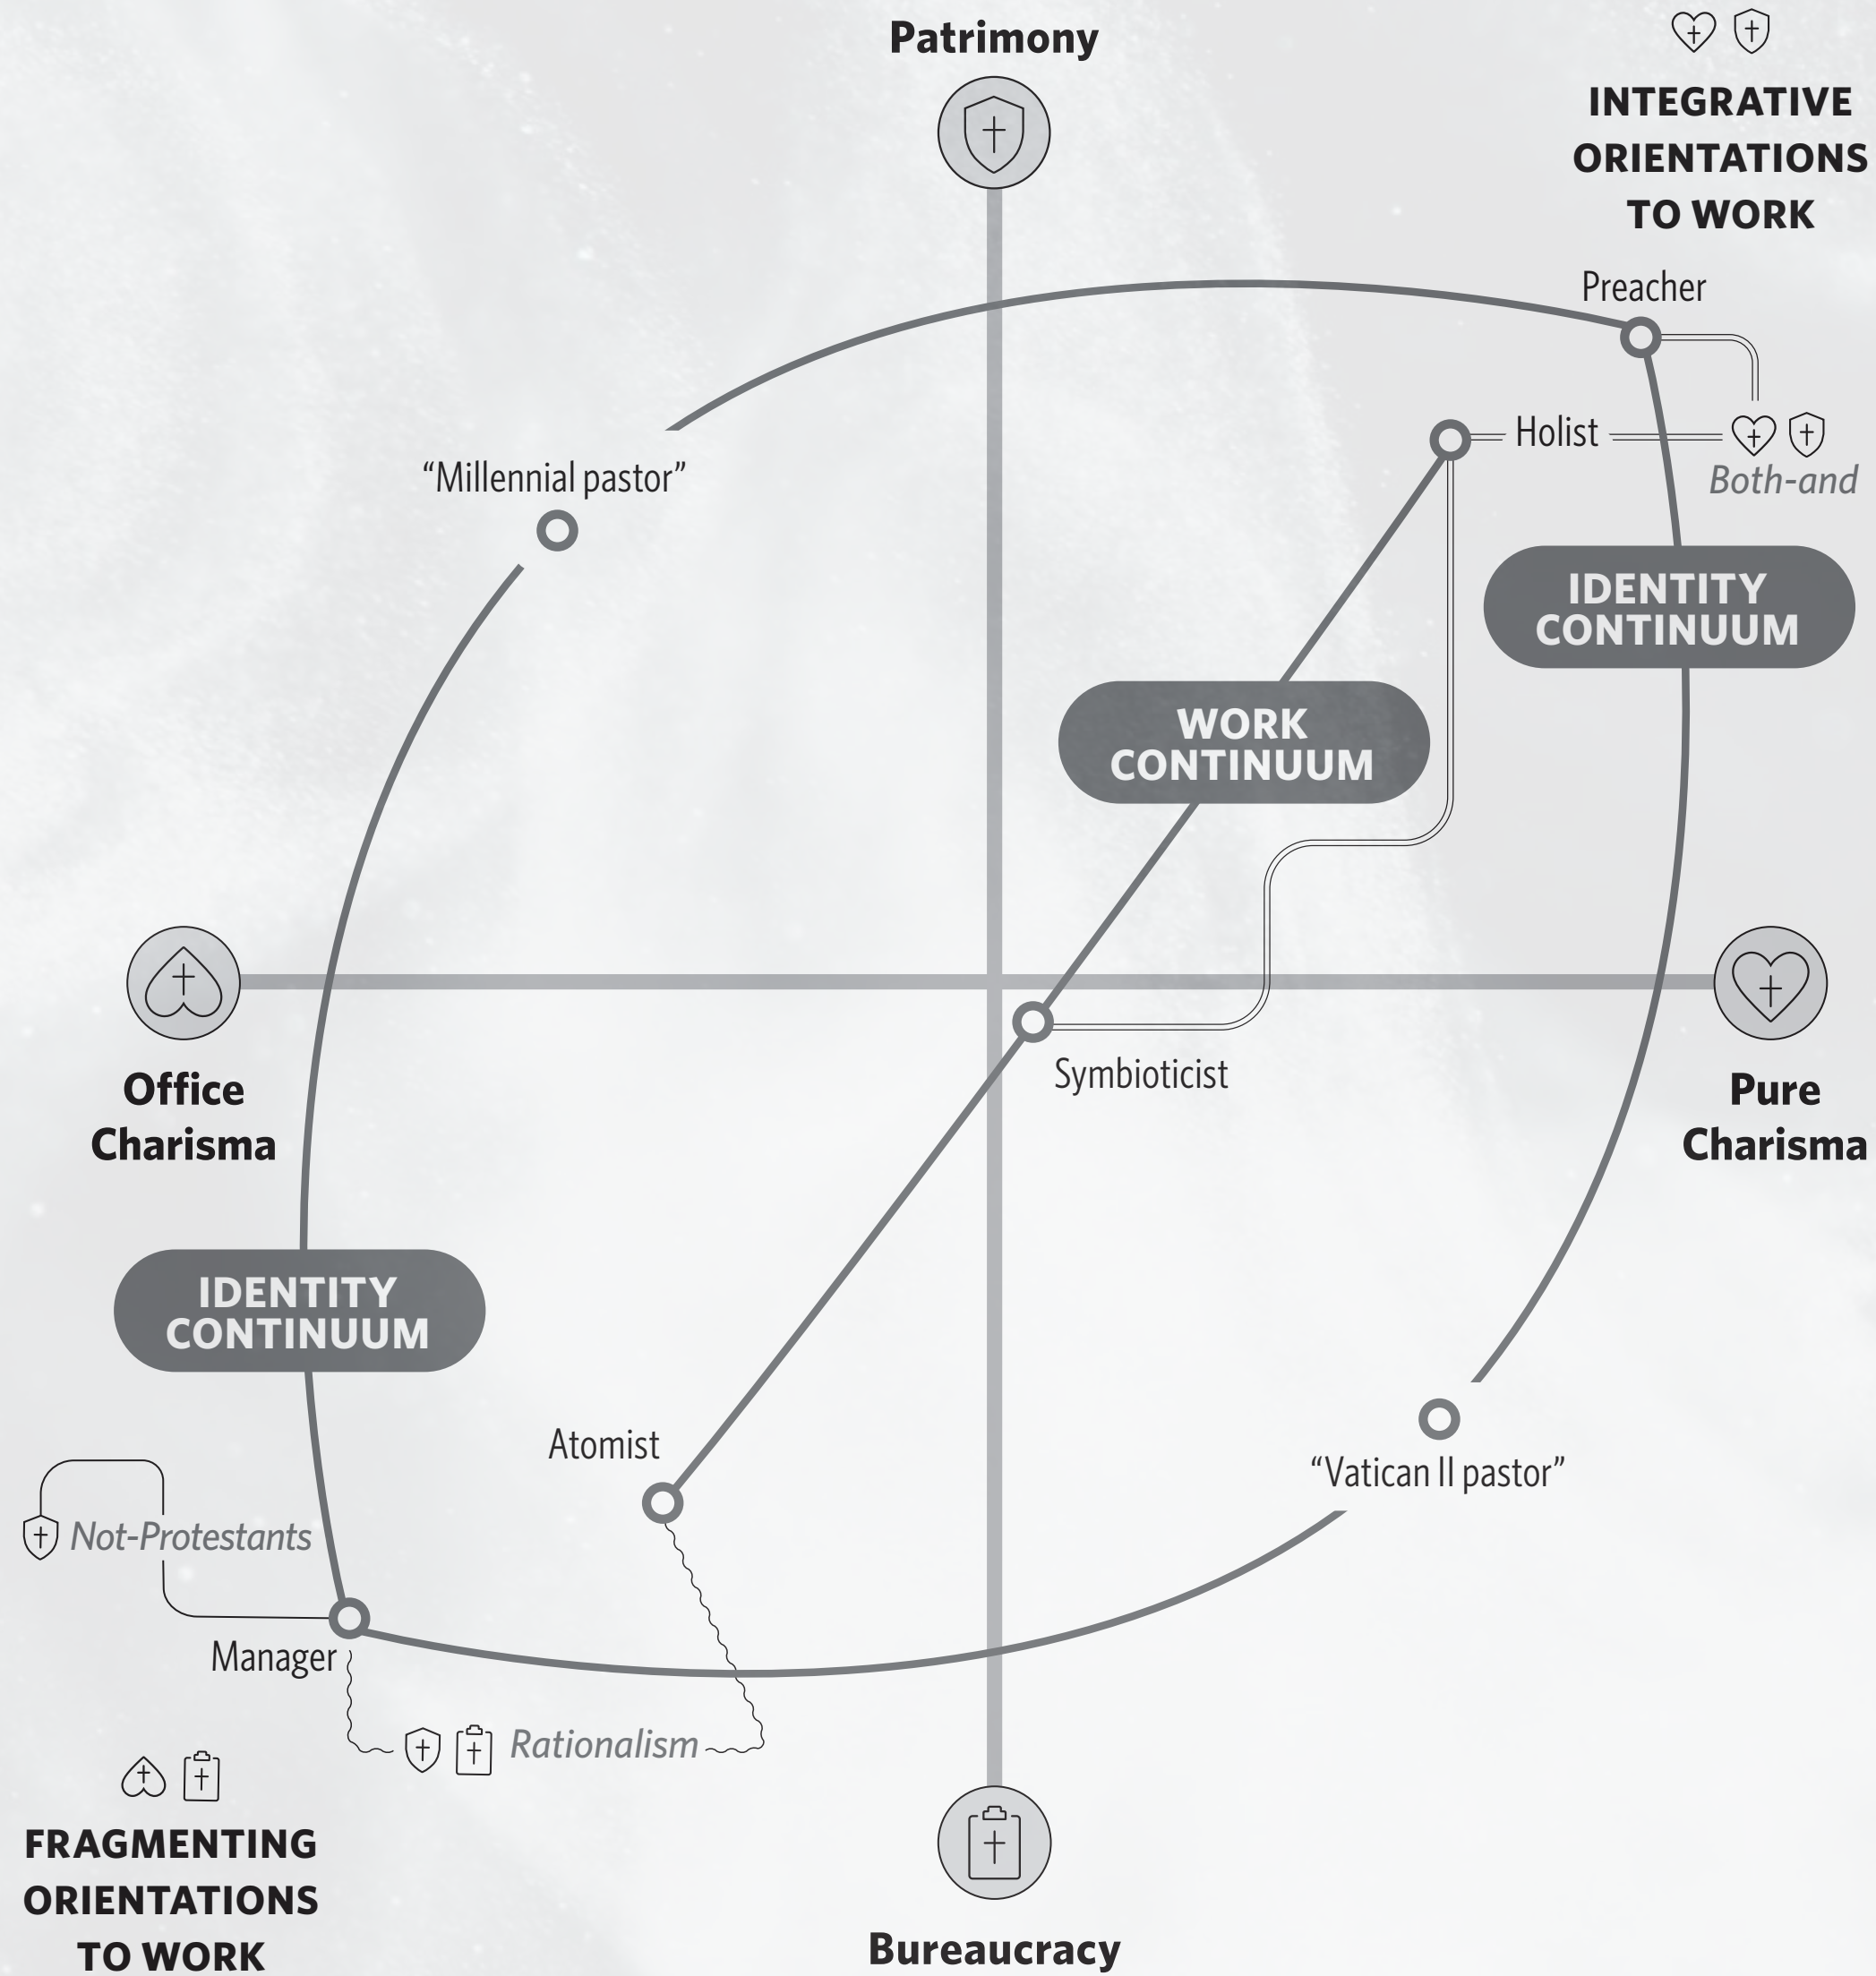 Patrimony
INTEGRATIVE
ORIENTATIONS
TO WORK
Preacher
Holist
Both-and
“Millennial pastor”
IDENTITY
CONTINUUM
WORK
CONTINUUM
Office
Charisma
Pure
Charisma
Symbioticist
IDENTITY
CONTINUUM
Atomist
“Vatican II pastor”
Not-Protestants
Manager
Rationalism
FRAGMENTING
ORIENTATIONS
TO WORK
Bureaucracy